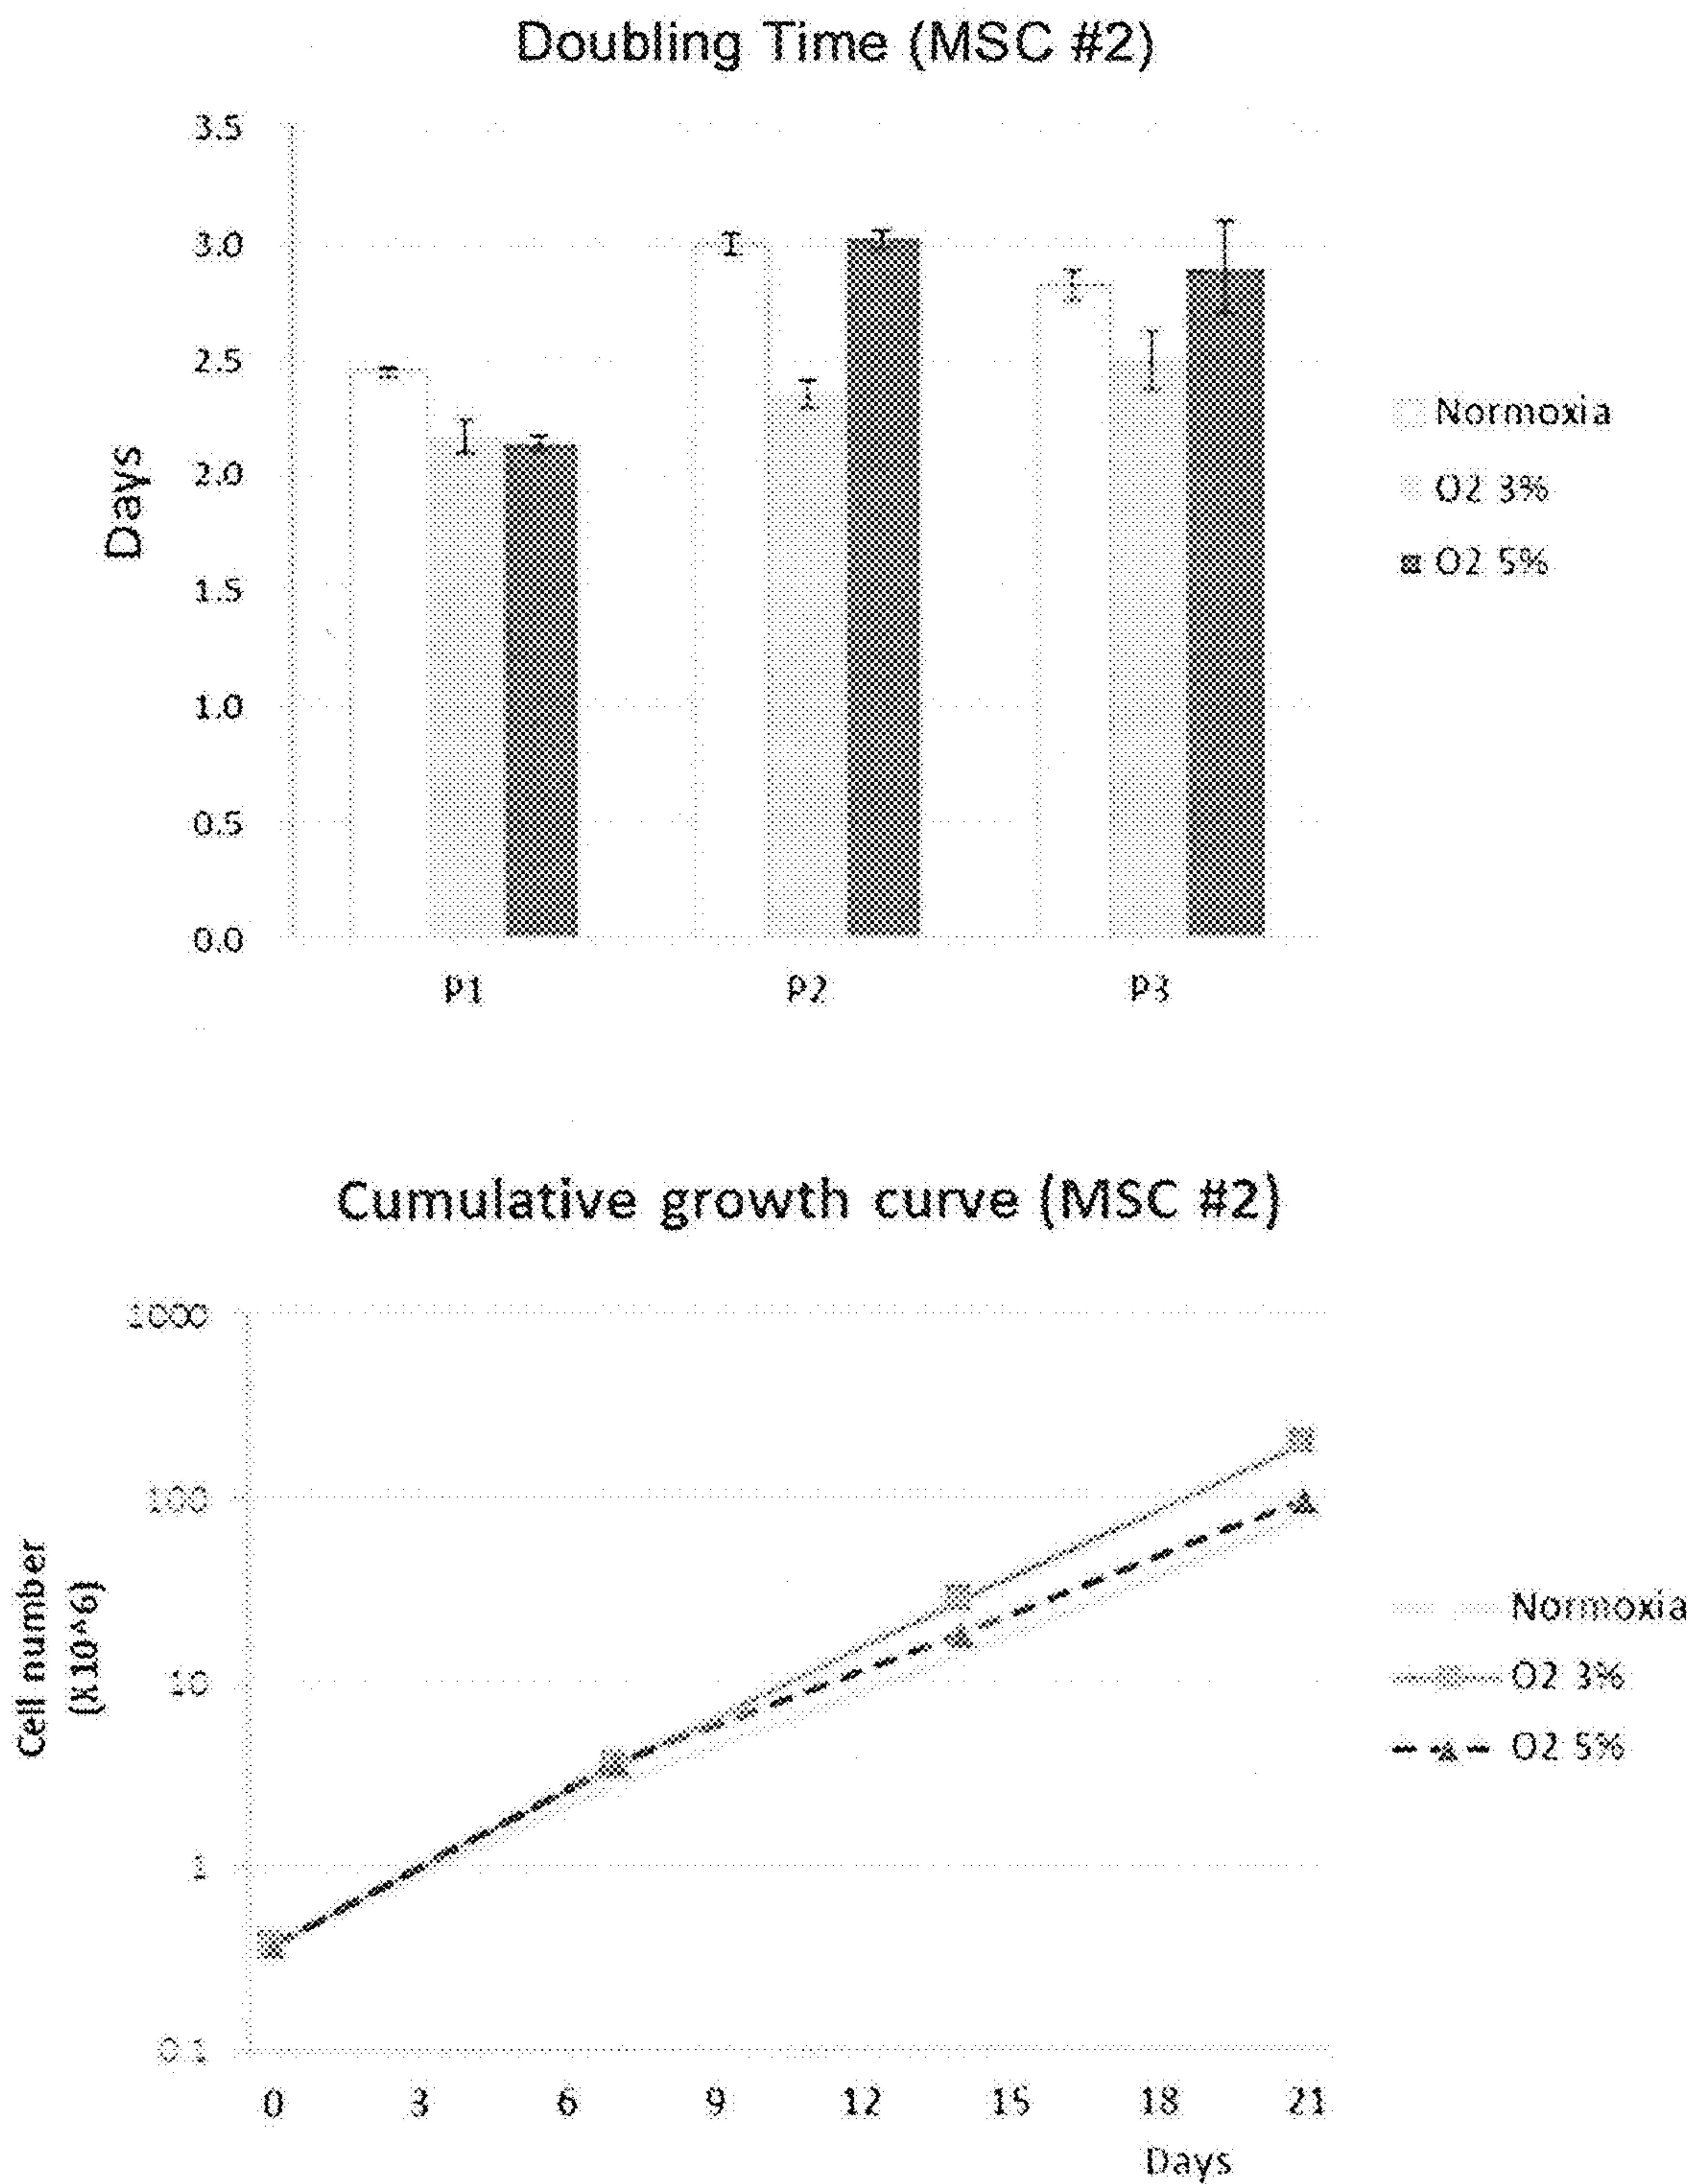 Doubling Time (MSC #2)
3.5
3.0
2.5
2.0
1.5
1.0
0.5
0.0
Days
P1 P2 P3
Normoxia
O2 3%
O2 5%
Cumulative growth curve (MSC #2)
1000
100
10
1
0.1
Cell number
(X10^6)
0 3 6 9 12 15 18 21
Days
Normoxia
O2 3%
O2 5%